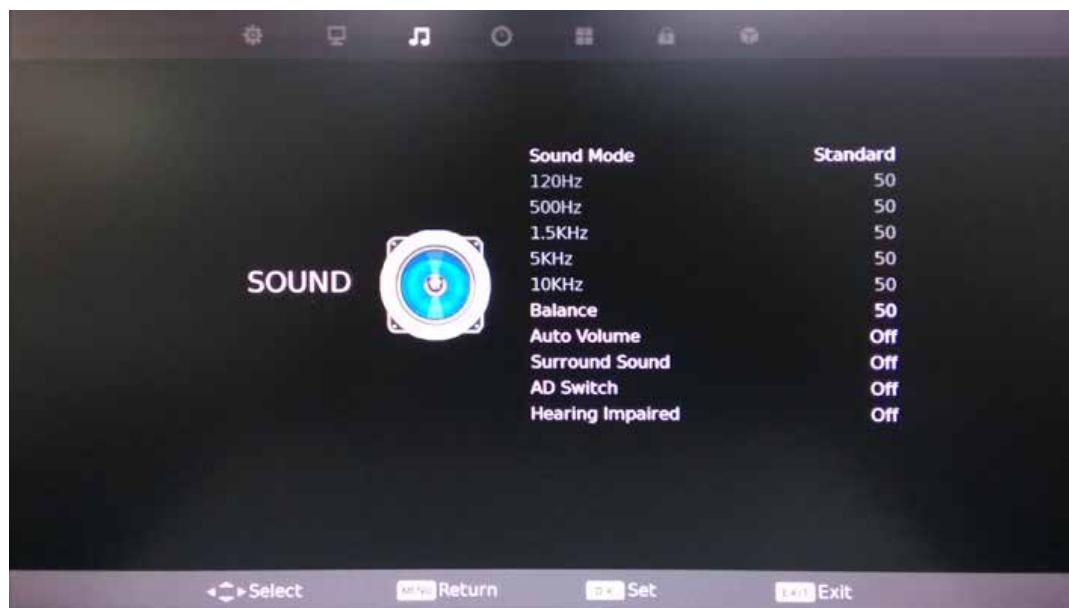 SOUND
Sound Mode Standard
120Hz 50
500Hz 50
1.5KHz 50
5KHz 50
10KHz 50
Balance 50
Auto Volume Off
Surround Sound Off
AD Switch Off
Hearing Impaired Off
Select MENU Return OK Set EXIT Exit